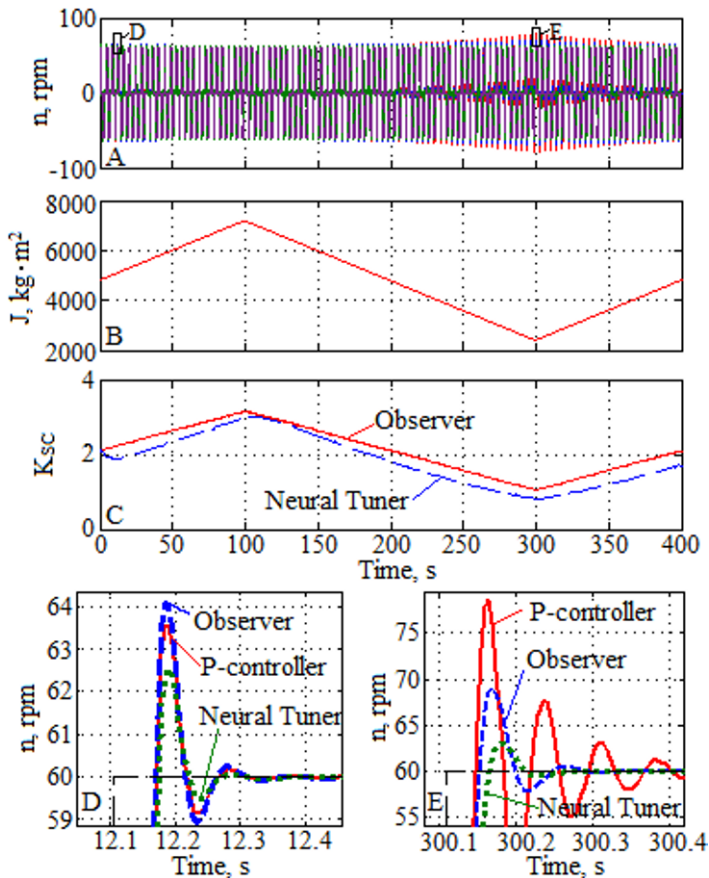 100
D
E
n, rpm
0
A
-100
8000
6000
J, kg·m²
4000
B
2000
4
Observer
Ksc
2
Neural Tuner
C
0
0 50 100 150 200 250 300 350 400
Time, s
64
Observer
63
P-controller
62
n, rpm
61
Neural Tuner
60
D
59
12.1 12.2 12.3 12.4
Time, s
P-controller
75
Observer
70
n, rpm
65
60
E
Neural Tuner
55
300.1 300.2 300.3 300.4
Time, s